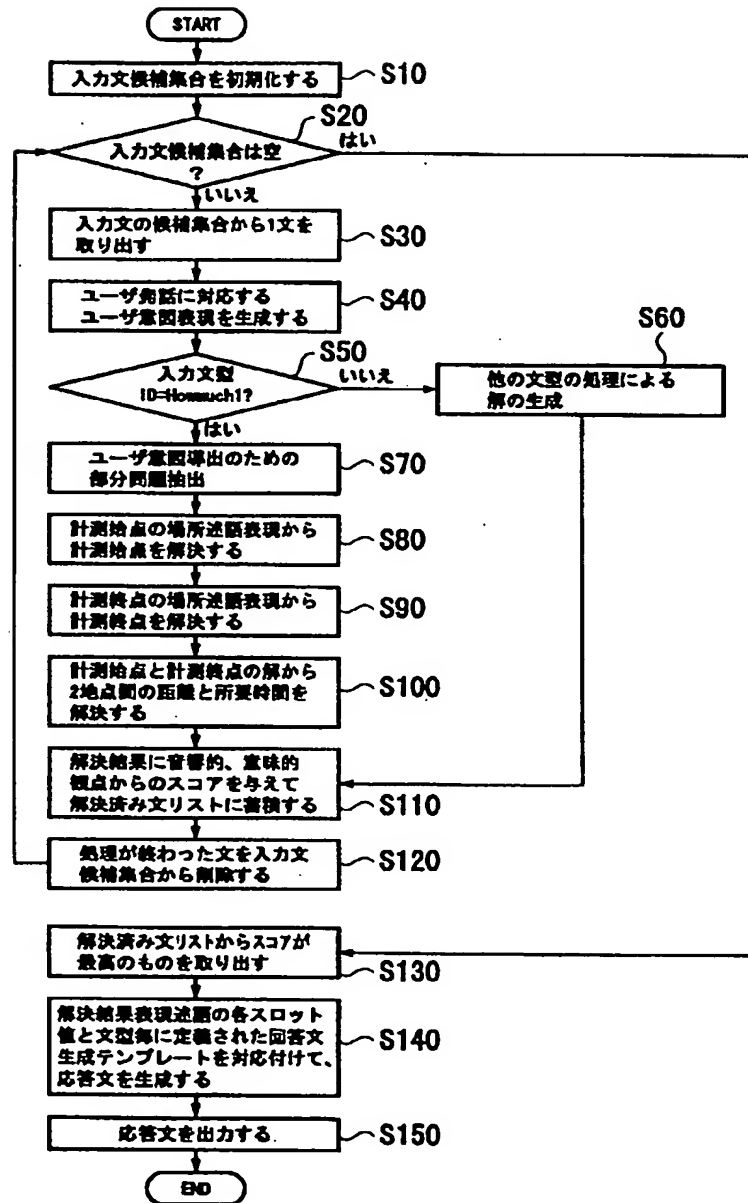 START
入力文候補集合を初期化する
S10
S20
入力文候補集合は空
?
はい
いいえ
入力文の候補集合から1文を
取り出す
S30
ユーザ発話に対応する
ユーザ意図表現を生成する
S40
S50
入力文型
ID=Howmuch1?
いいえ
はい
S60
他の文型の処理による
解の生成
ユーザ意図導出のための
部分問題抽出
S70
計測始点の場所述語表現から
計測始点を解決する
S80
計測終点の場所述語表現から
計測終点を解決する
S90
計測始点と計測終点の解から
2地点間の距離と所要時間を
解決する
S100
解決結果に音響的、意味的
観点からのスコアを与えて
解決済み文リストに蓄積する
S110
処理が終わった文を入力文
候補集合から削除する
S120
解決済み文リストからスコアが
最高のものを取り出す
S130
解決結果表現述語の各スロット
値と文型毎に定義された回答文
生成テンプレートを対応付けて、
応答文を生成する
S140
応答文を出力する
S150
END